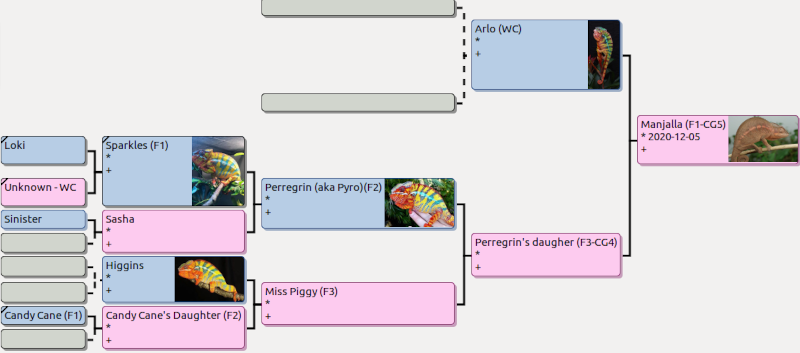 Arlo (WC)
*
+
Manjalla (F1-CG5)
* 2020-12-05
+
Loki
Unknown - WC
Sparkles (F1)
*
+
Perregrin (aka Pyro)(F2)
*
+
Sinister
Sasha
*
+
Perregrin's daugher (F3-CG4)
*
+
Higgins
*
+
Miss Piggy (F3)
*
+
Candy Cane (F1)
Candy Cane's Daughter (F2)
*
+